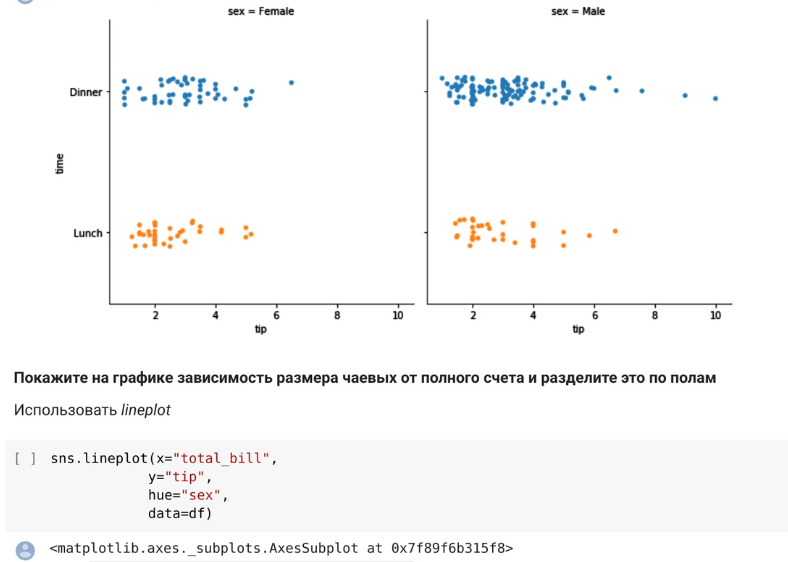 sex = Female
sex = Male
Dinner
time
Lunch
2 4 6 8 10
tip
2 4 6 8 10
tip
Покажите на графике зависимость размера чаевых от полного счета и разделите это по полам
Использовать lineplot
[ ] sns.lineplot(x="total_bill",
y="tip",
hue="sex",
data=df)
<matplotlib.axes._subplots.AxesSubplot at 0x7f89f6b315f8>